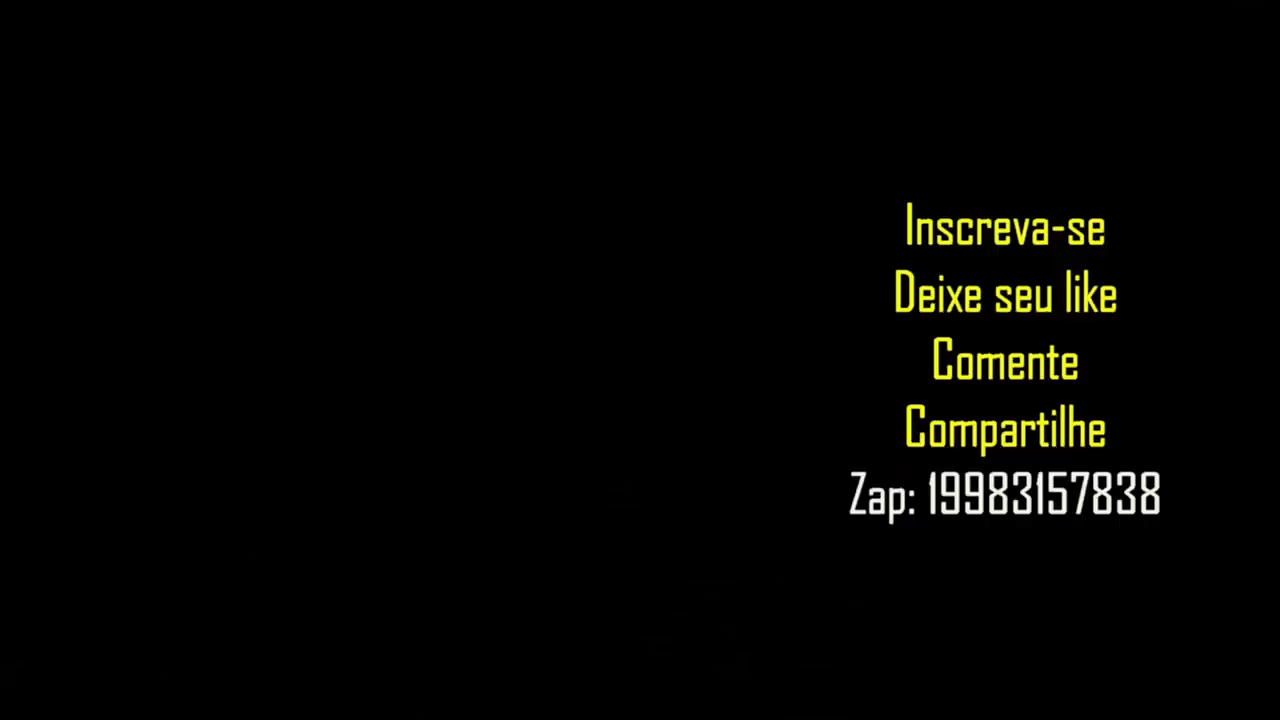 Inscreva-se
Deixe seu like
Comente
Compartilhe
Zap: 19983157838